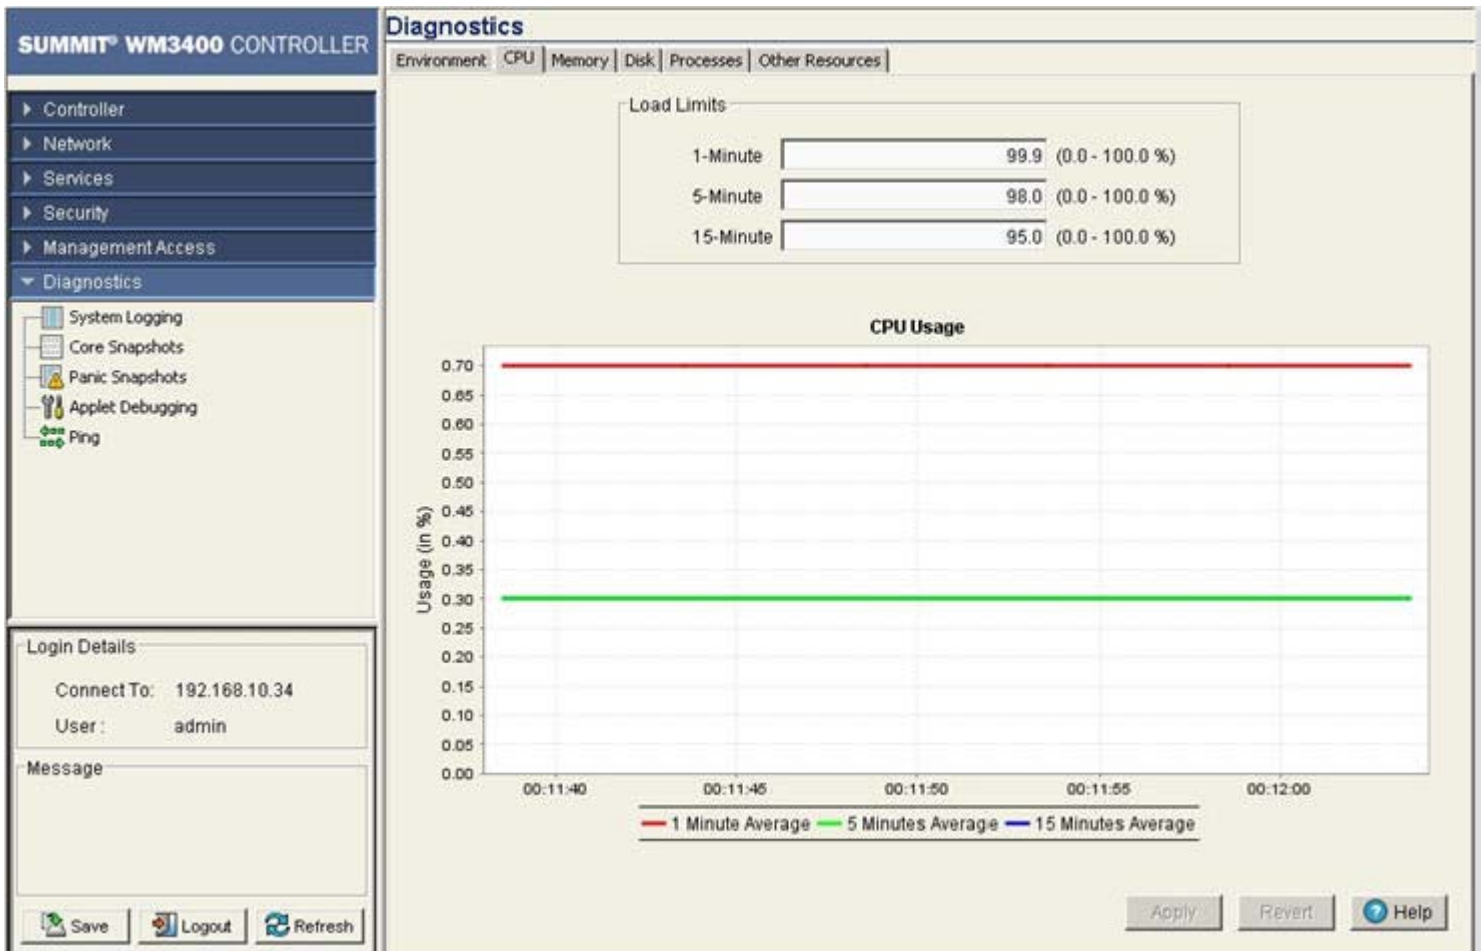 SUMMIT® WM3400 CONTROLLER
Controller
Network
Services
Security
Management Access
Diagnostics
System Logging
Core Snapshots
Panic Snapshots
Applet Debugging
Ping
Login Details
Connect To: 192.168.10.34
User : admin
Message
Save Logout Refresh
Diagnostics
Environment CPU Memory Disk Processes Other Resources
Load Limits
1-Minute 99.9 (0.0 - 100.0 %)
5-Minute 98.0 (0.0 - 100.0 %)
15-Minute 95.0 (0.0 - 100.0 %)
CPU Usage
Usage (in %)
0.70
0.65
0.60
0.55
0.50
0.45
0.40
0.35
0.30
0.25
0.20
0.15
0.10
0.05
0.00
00:11:40 00:11:45 00:11:50 00:11:55 00:12:00
1 Minute Average 5 Minutes Average 15 Minutes Average
Apply Revert Help